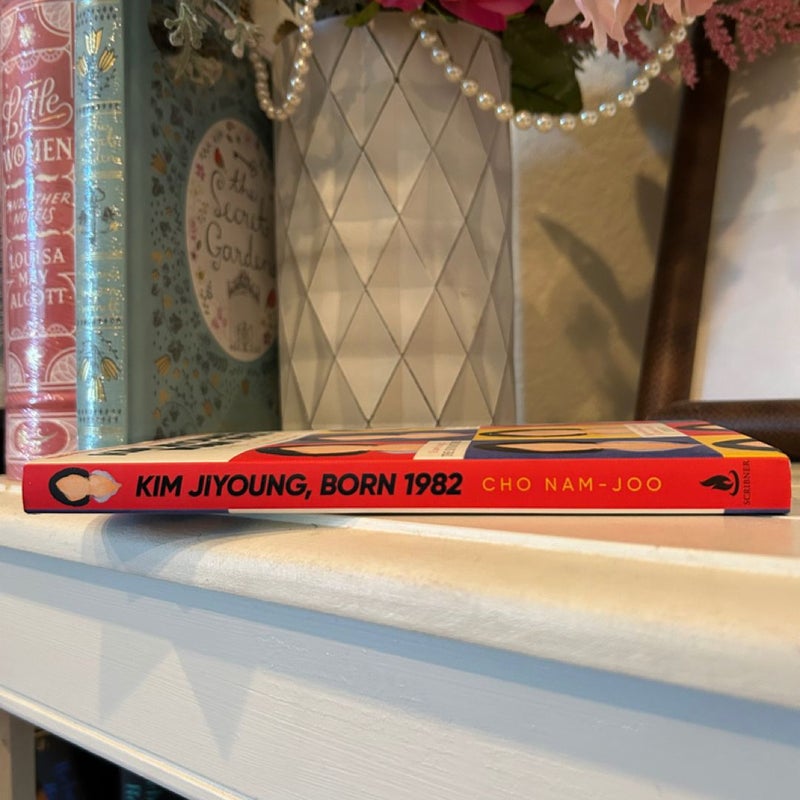 Little
WOMEN
AND OTHER
NOVELS
LOUISA
MAY
ALCOTT
the
Secret
Garden
KIM JIYOUNG, BORN 1982 CHO NAM-JOO SCRIBNER